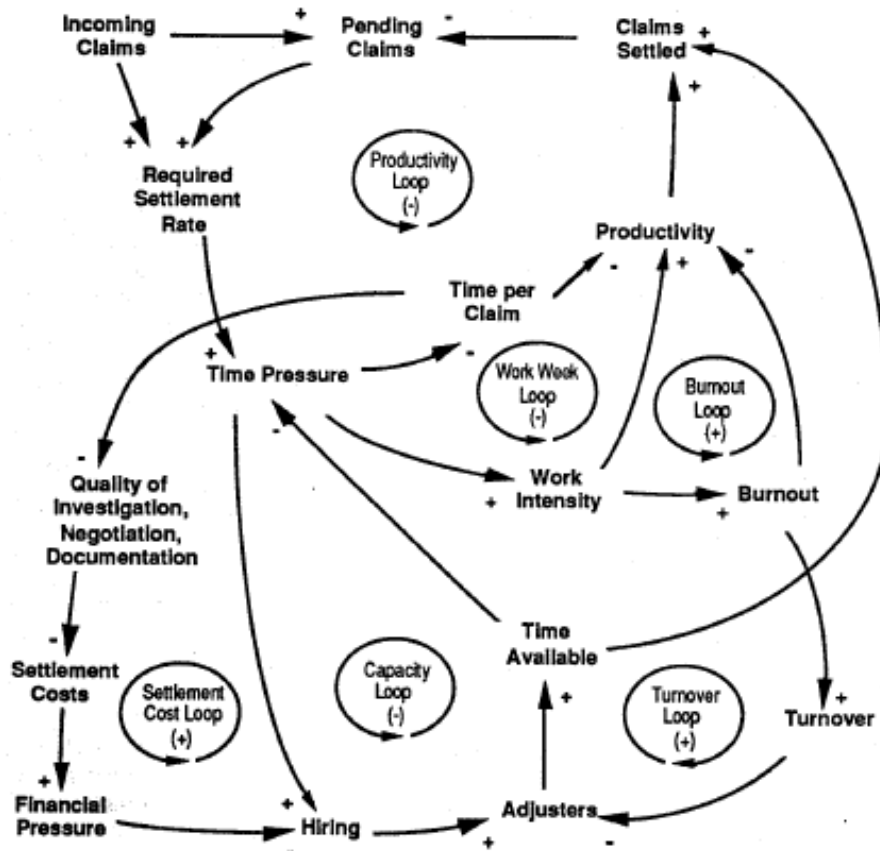 Incoming
Claims
+
Pending
Claims
-
Claims
Settled
+
+
+
+
Required
Settlement
Rate
Productivity
Loop
(-)
Productivity
-
+
-
Time per
Claim
-
+
Time Pressure
-
Work Week
Loop
(-)
Burnout
Loop
(+)
-
Quality of
Investigation,
Negotiation,
Documentation
Work
Intensity
+
Burnout
+
-
Settlement
Costs
Settlement
Cost Loop
(+)
Capacity
Loop
(-)
Time
Available
+
Turnover
Loop
(+)
+
Turnover
+
Financial
Pressure
+
Hiring
+
Adjusters
-